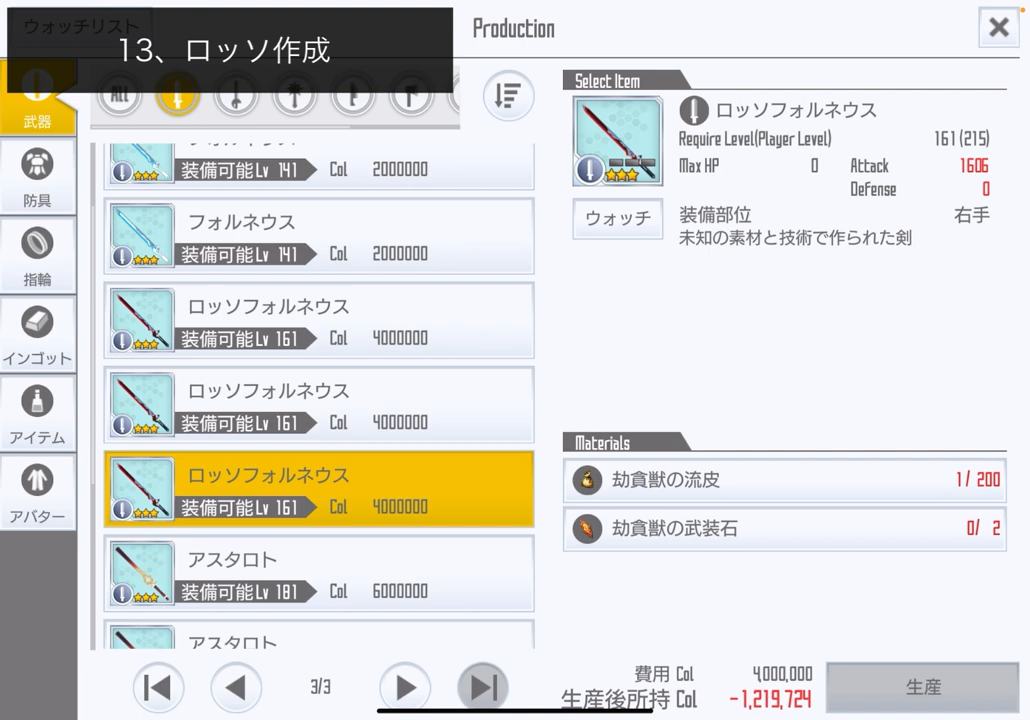 ウォッチリスト
13、ロッソ作成
Production
ALL
武器
防具
指輪
インゴット
アイテム
アバター
フォルネウス
装備可能Lv 141 Col 2000000
フォルネウス
装備可能Lv 141 Col 2000000
ロッソフォルネウス
装備可能Lv 161 Col 4000000
ロッソフォルネウス
装備可能Lv 161 Col 4000000
ロッソフォルネウス
装備可能Lv 161 Col 4000000
アスタロト
装備可能Lv 181 Col 6000000
アスタロト
3/3
Select Item
ロッソフォルネウス
Require Level(Player Level) 161 (215)
Max HP 0 Attack 1606
Defense 0
ウォッチ
装備部位 右手
未知の素材と技術で作られた剣
Materials
劫貪獣の流皮 1/ 200
劫貪獣の武装石 0/ 2
費用 Col 4,000,000
生産後所持 Col -1,219,724
生産